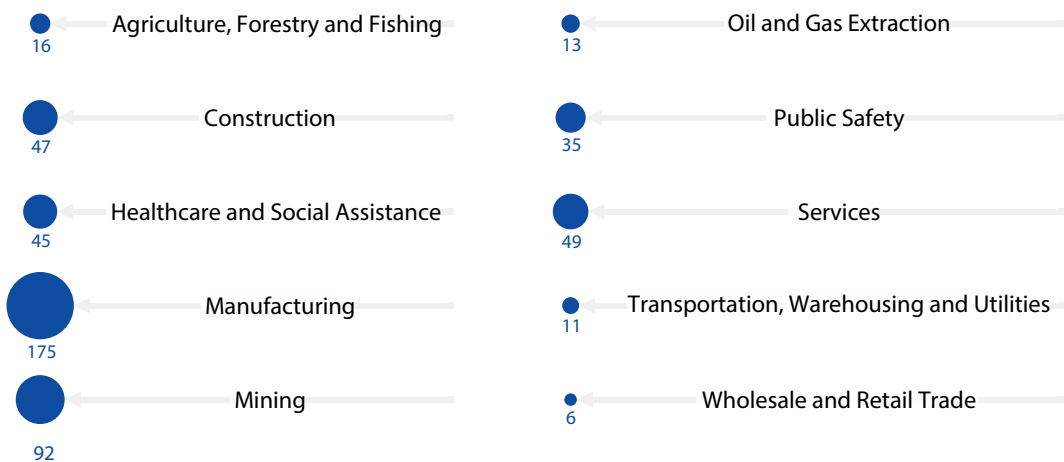 Agriculture, Forestry and Fishing
16
Construction
47
Healthcare and Social Assistance
45
Manufacturing
175
Mining
92
Oil and Gas Extraction
13
Public Safety
35
Services
49
Transportation, Warehousing and Utilities
11
Wholesale and Retail Trade
6